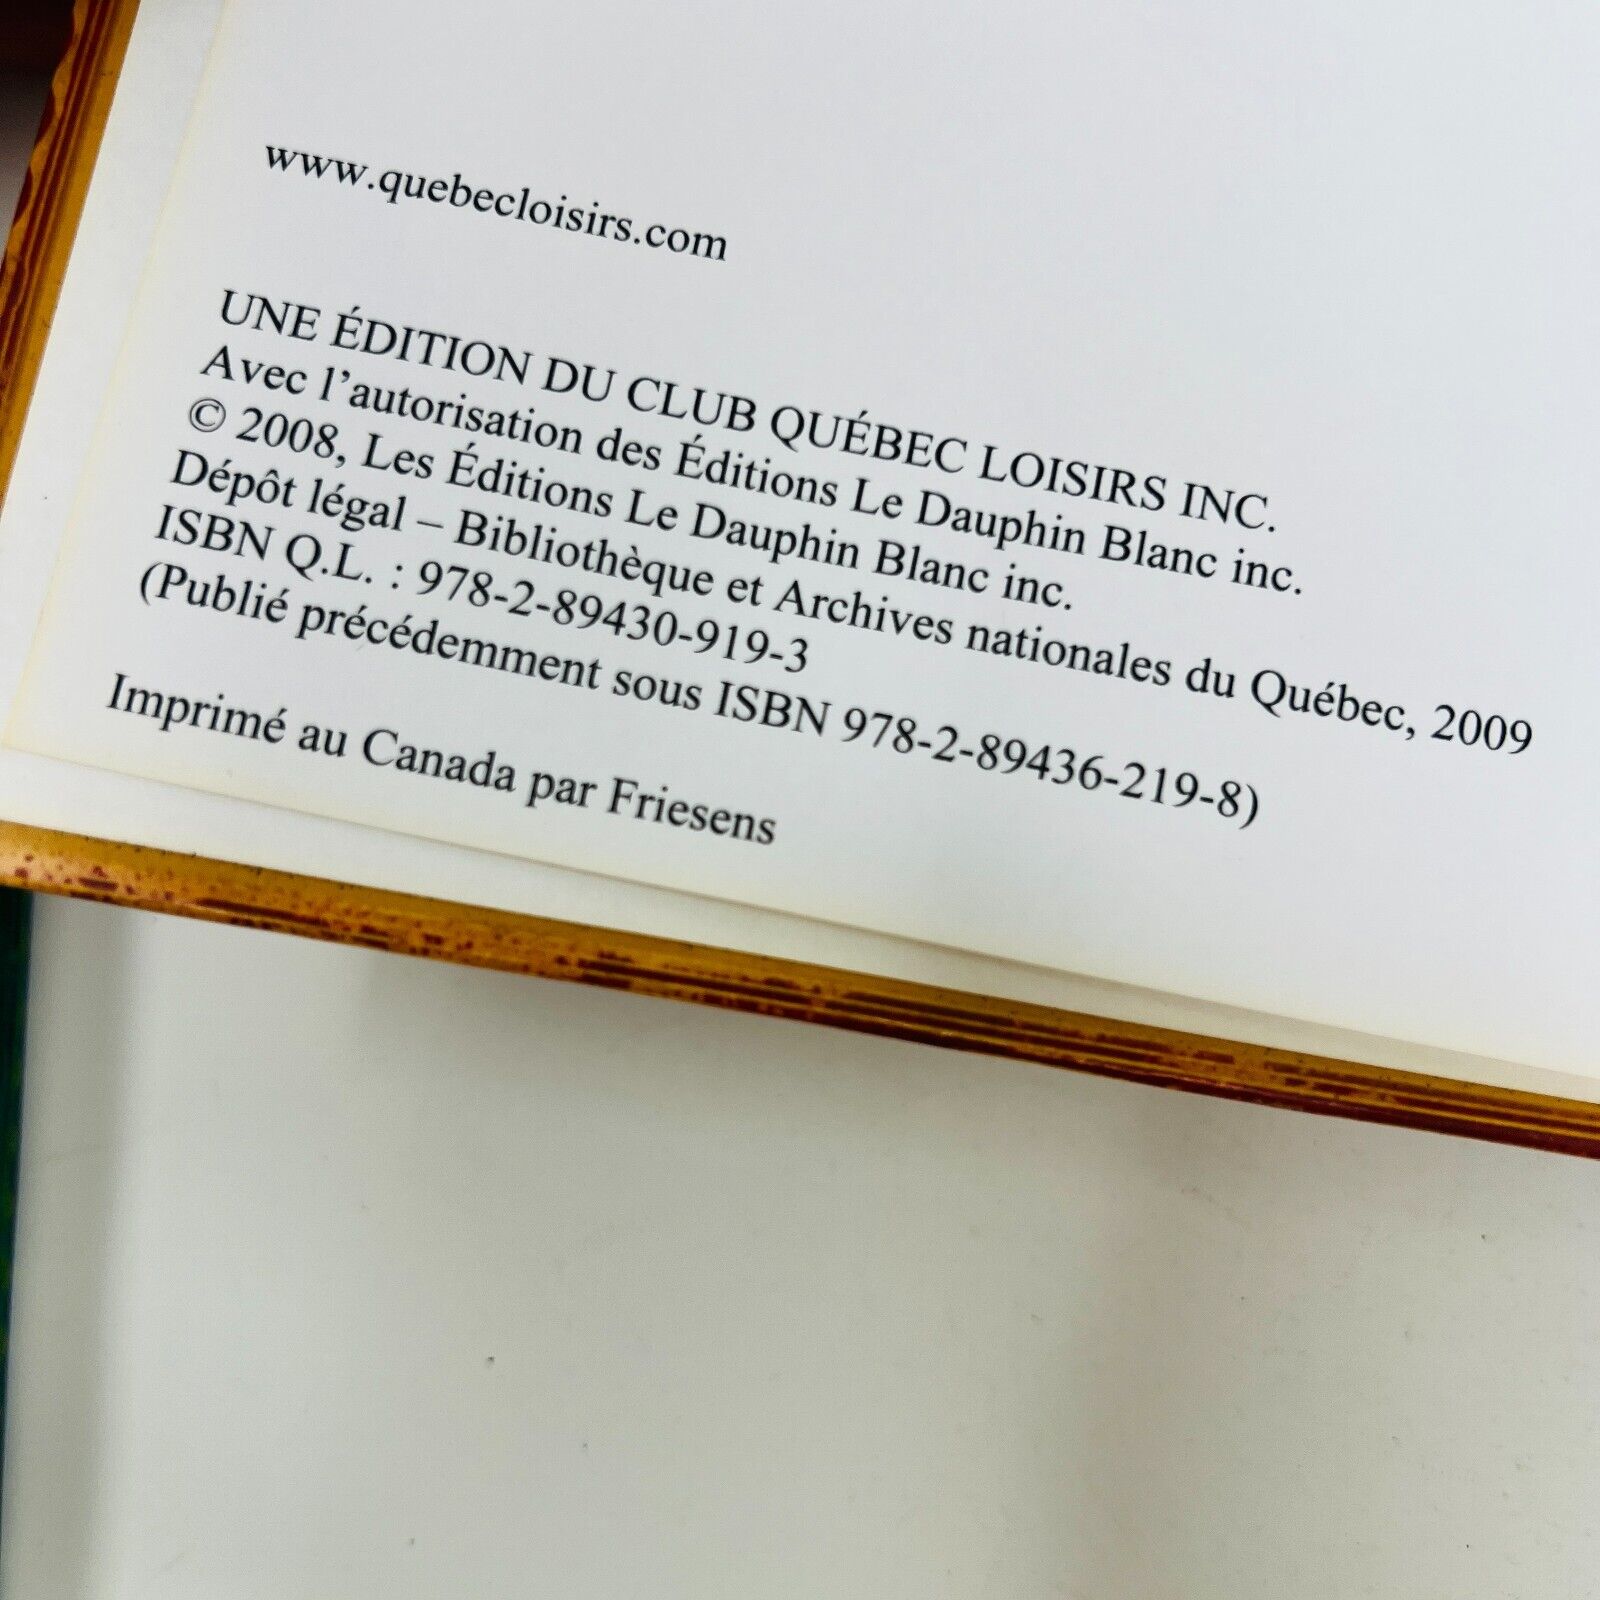 www.quebecloisirs.com
UNE ÉDITION DU CLUB QUÉBEC LOISIRS INC.
Avec l'autorisation des Éditions Le Dauphin Blanc inc.
© 2008, Les Éditions Le Dauphin Blanc inc.
Dépôt légal – Bibliothèque et Archives nationales du Québec, 2009
ISBN Q.L. : 978-2-89430-919-3
(Publié précédemment sous ISBN 978-2-89436-219-8)
Imprimé au Canada par Friesens